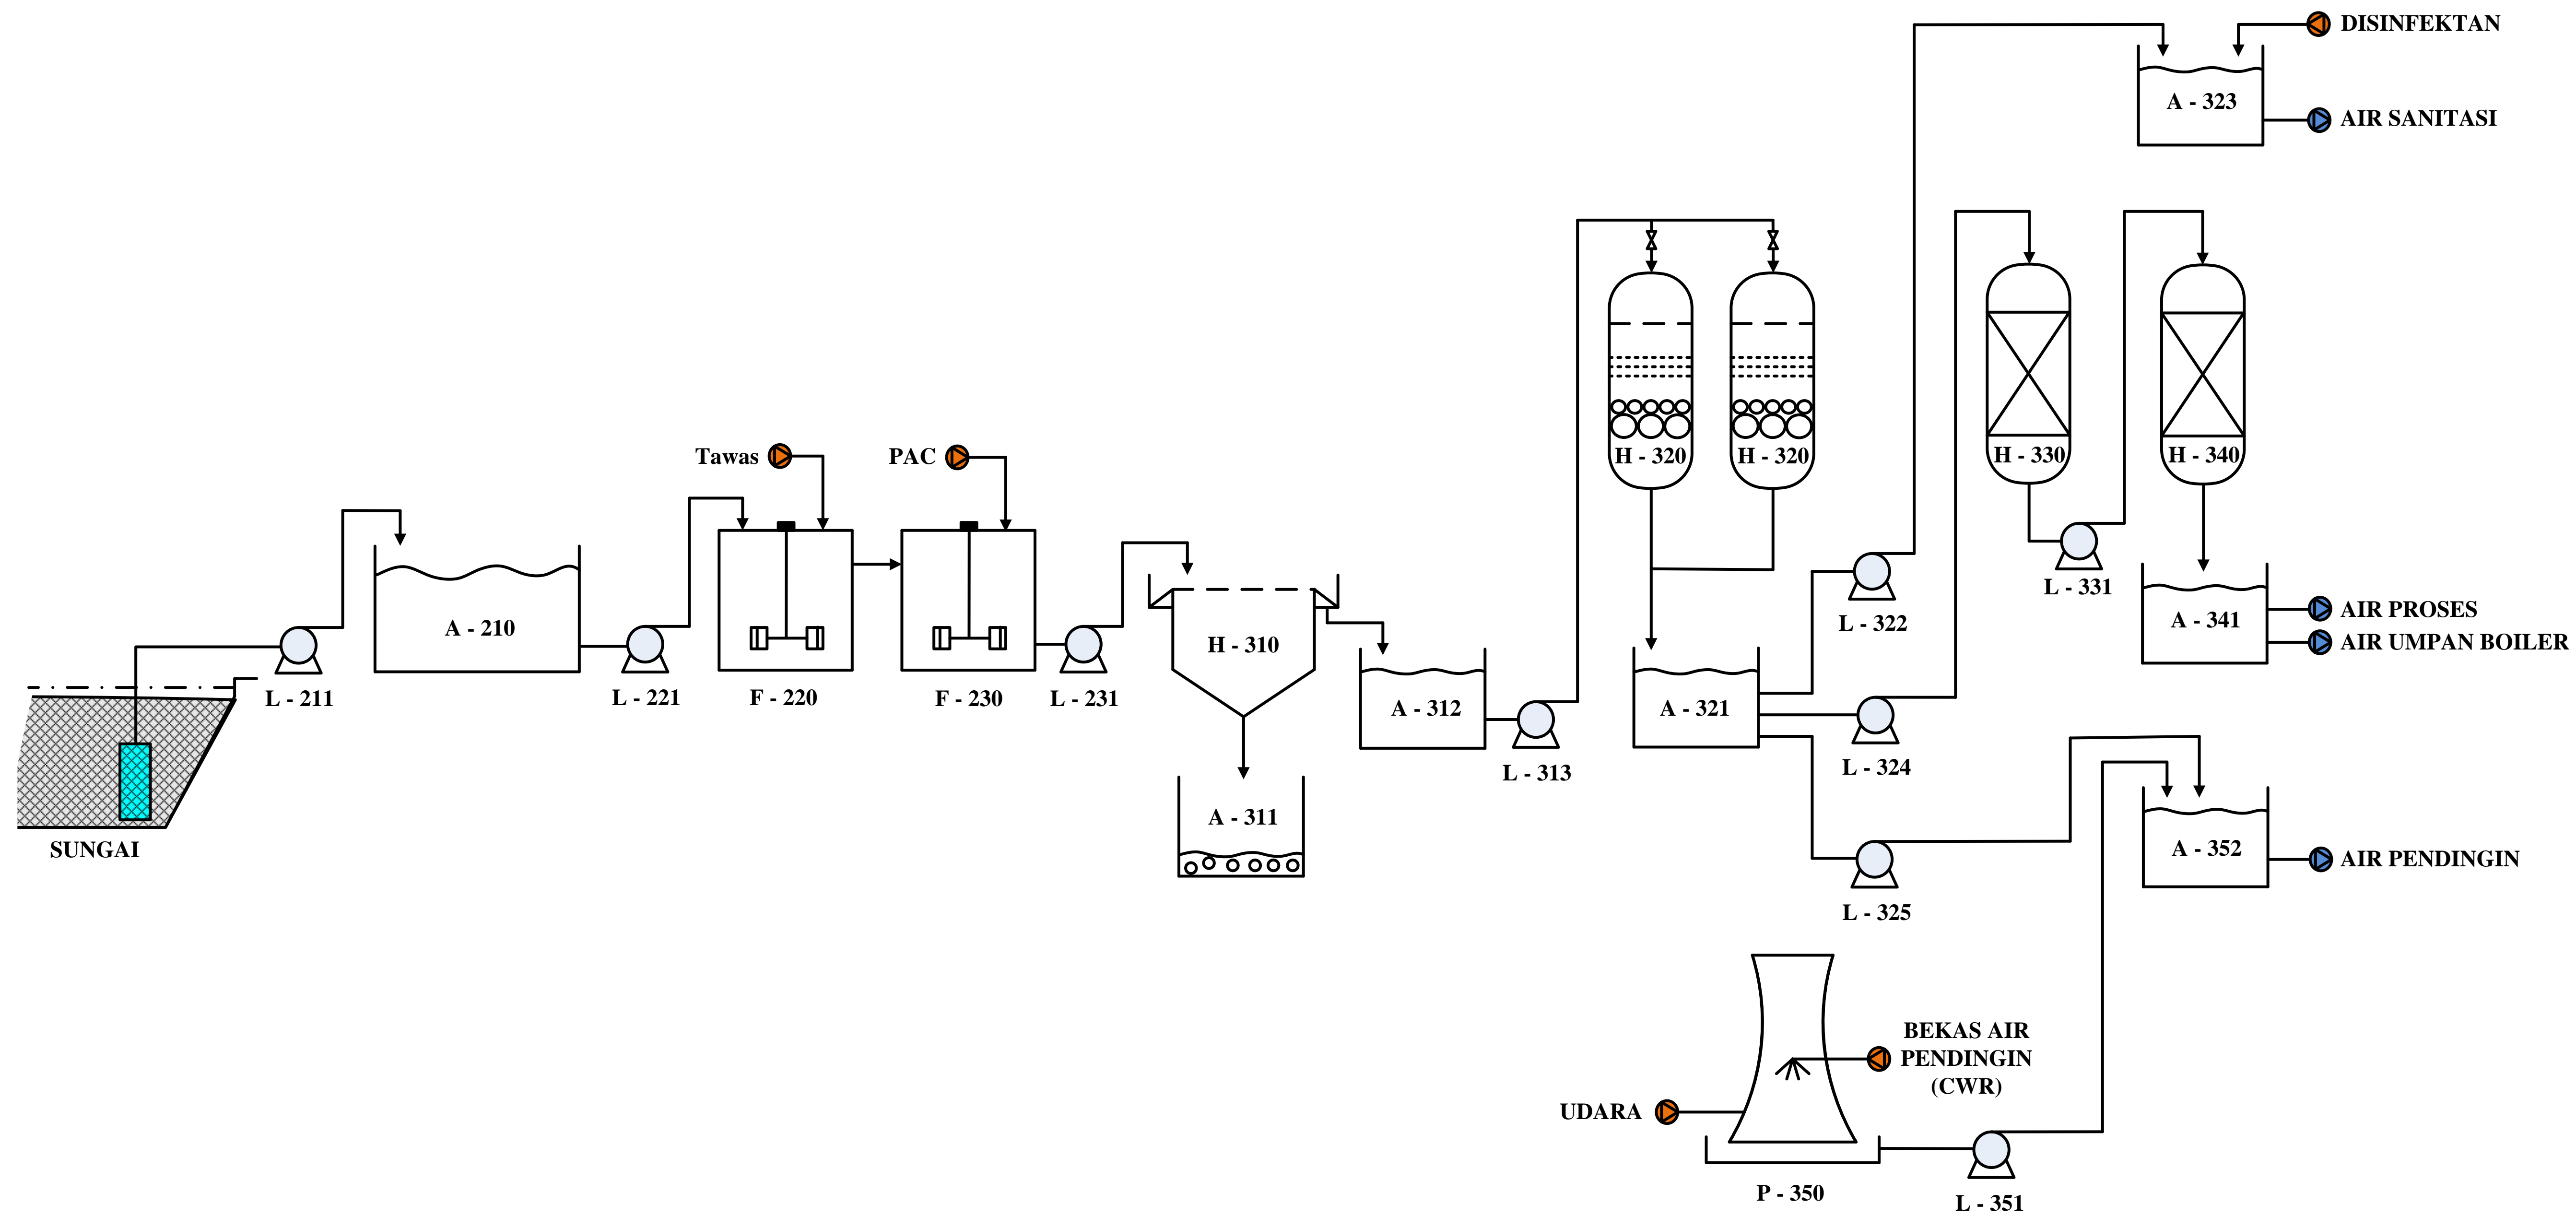 DISINFEKTAN
A - 323
AIR SANITASI
Tawas
PAC
H - 320
H - 320
H - 330
H - 340
L - 322
L - 331
A - 341
AIR PROSES
AIR UMPAN BOILER
A - 210
H - 310
L - 211
L - 221
F - 220
F - 230
L - 231
A - 312
A - 321
L - 313
L - 324
A - 311
SUNGAI
A - 352
AIR PENDINGIN
L - 325
BEKAS AIR
PENDINGIN
(CWR)
UDARA
P - 350
L - 351